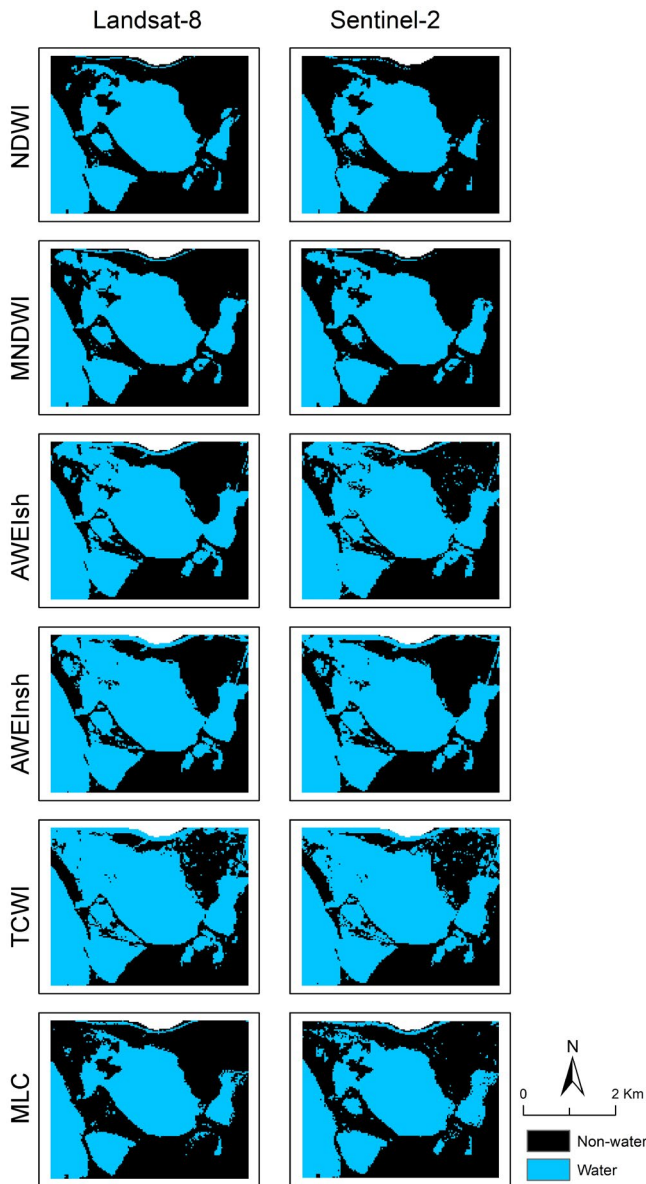 Landsat-8 Sentinel-2
NDWI
MNDWI
AWEIsh
AWEInsh
TCWI
MLC
N
0 2 Km
Non-water
Water